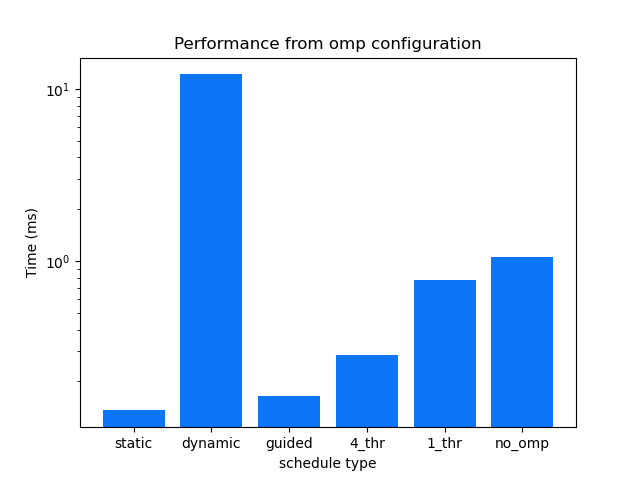 Performance from omp configuration
10¹
10⁰
Time (ms)
static dynamic guided 4_thr 1_thr no_omp
schedule type